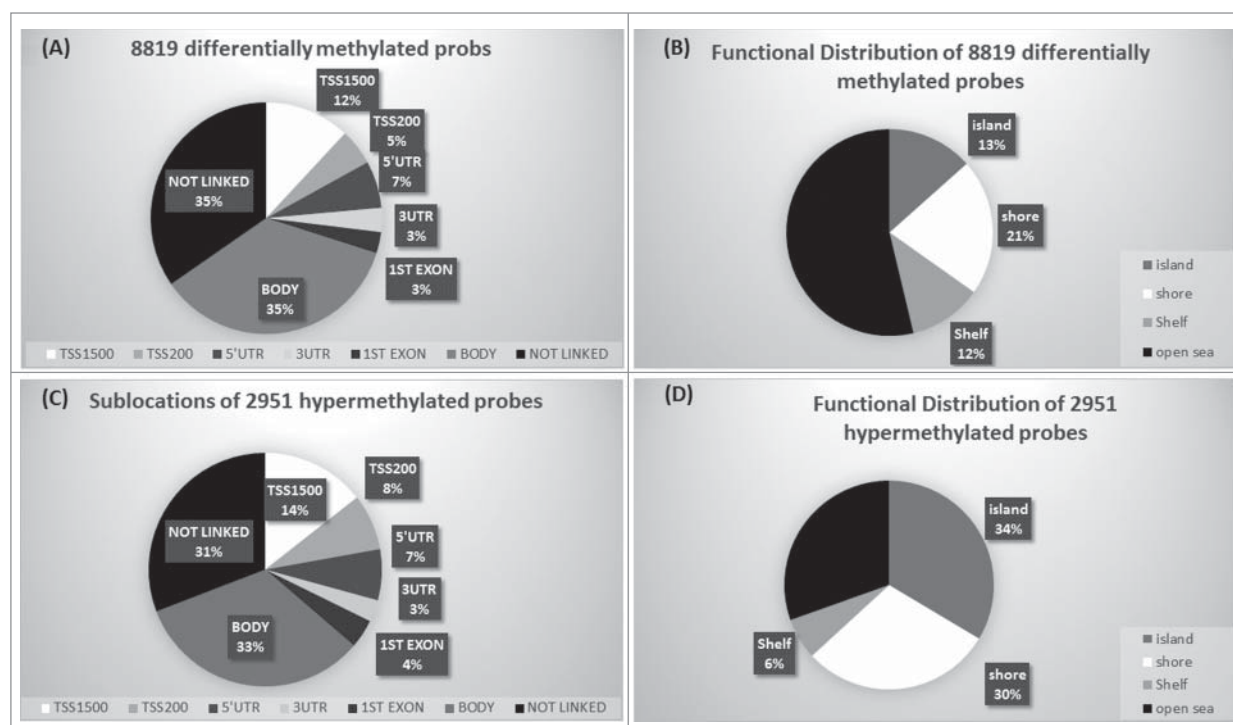 (A)
8819 differentially methylated probs
TSS1500
12%
TSS200
5%
5'UTR
7%
3UTR
3%
1ST EXON
3%
BODY
35%
NOT LINKED
35%
TSS1500 TSS200 5'UTR 3UTR 1ST EXON BODY NOT LINKED
(B)
Functional Distribution of 8819 differentially
methylated probes
island
13%
shore
21%
Shelf
12%
island
shore
Shelf
open sea
(C)
Sublocations of 2951 hypermethylated probes
TSS1500
14%
TSS200
8%
5'UTR
7%
3UTR
3%
1ST EXON
4%
BODY
33%
NOT LINKED
31%
TSS1500 TSS200 5'UTR 3UTR 1ST EXON BODY NOT LINKED
(D)
Functional Distribution of 2951
hypermethylated probes
island
34%
shore
30%
Shelf
6%
island
shore
Shelf
open sea